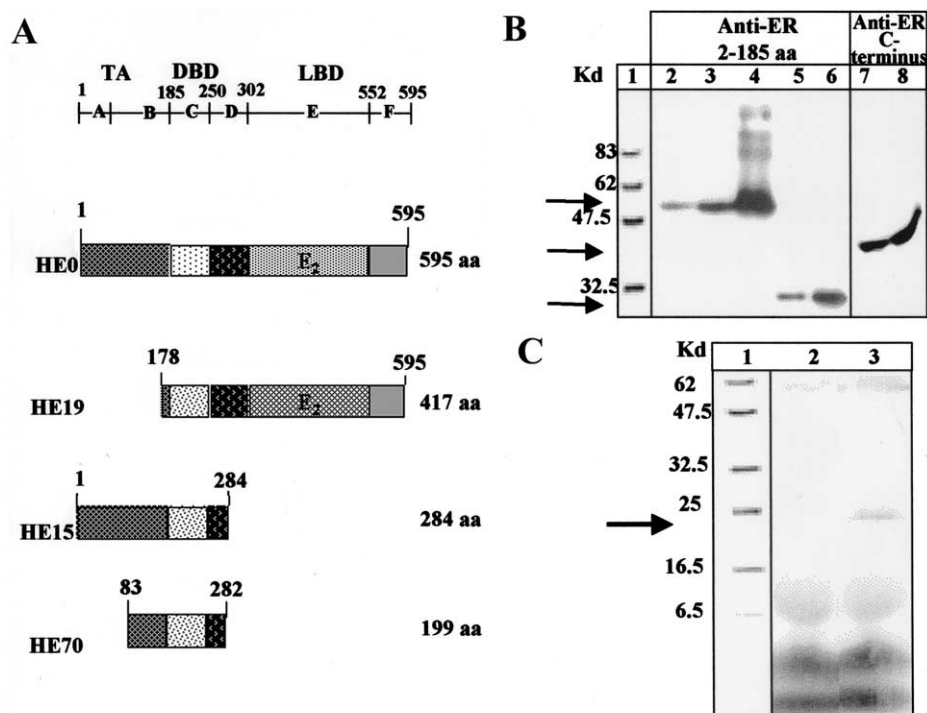 A
TA DBD LBD
1 185 250 302 552 595
A B C D E F
1 595
HE0 E2 595 aa
178 595
HE19 E2 417 aa
1 284
HE15 284 aa
83 282
HE70 199 aa
B
Anti-ER
2-185 aa
Anti-ER
C-
terminus
Kd 1 2 3 4 5 6 7 8
83
62
47.5
32.5
C
Kd 1 2 3
62
47.5
32.5
25
16.5
6.5